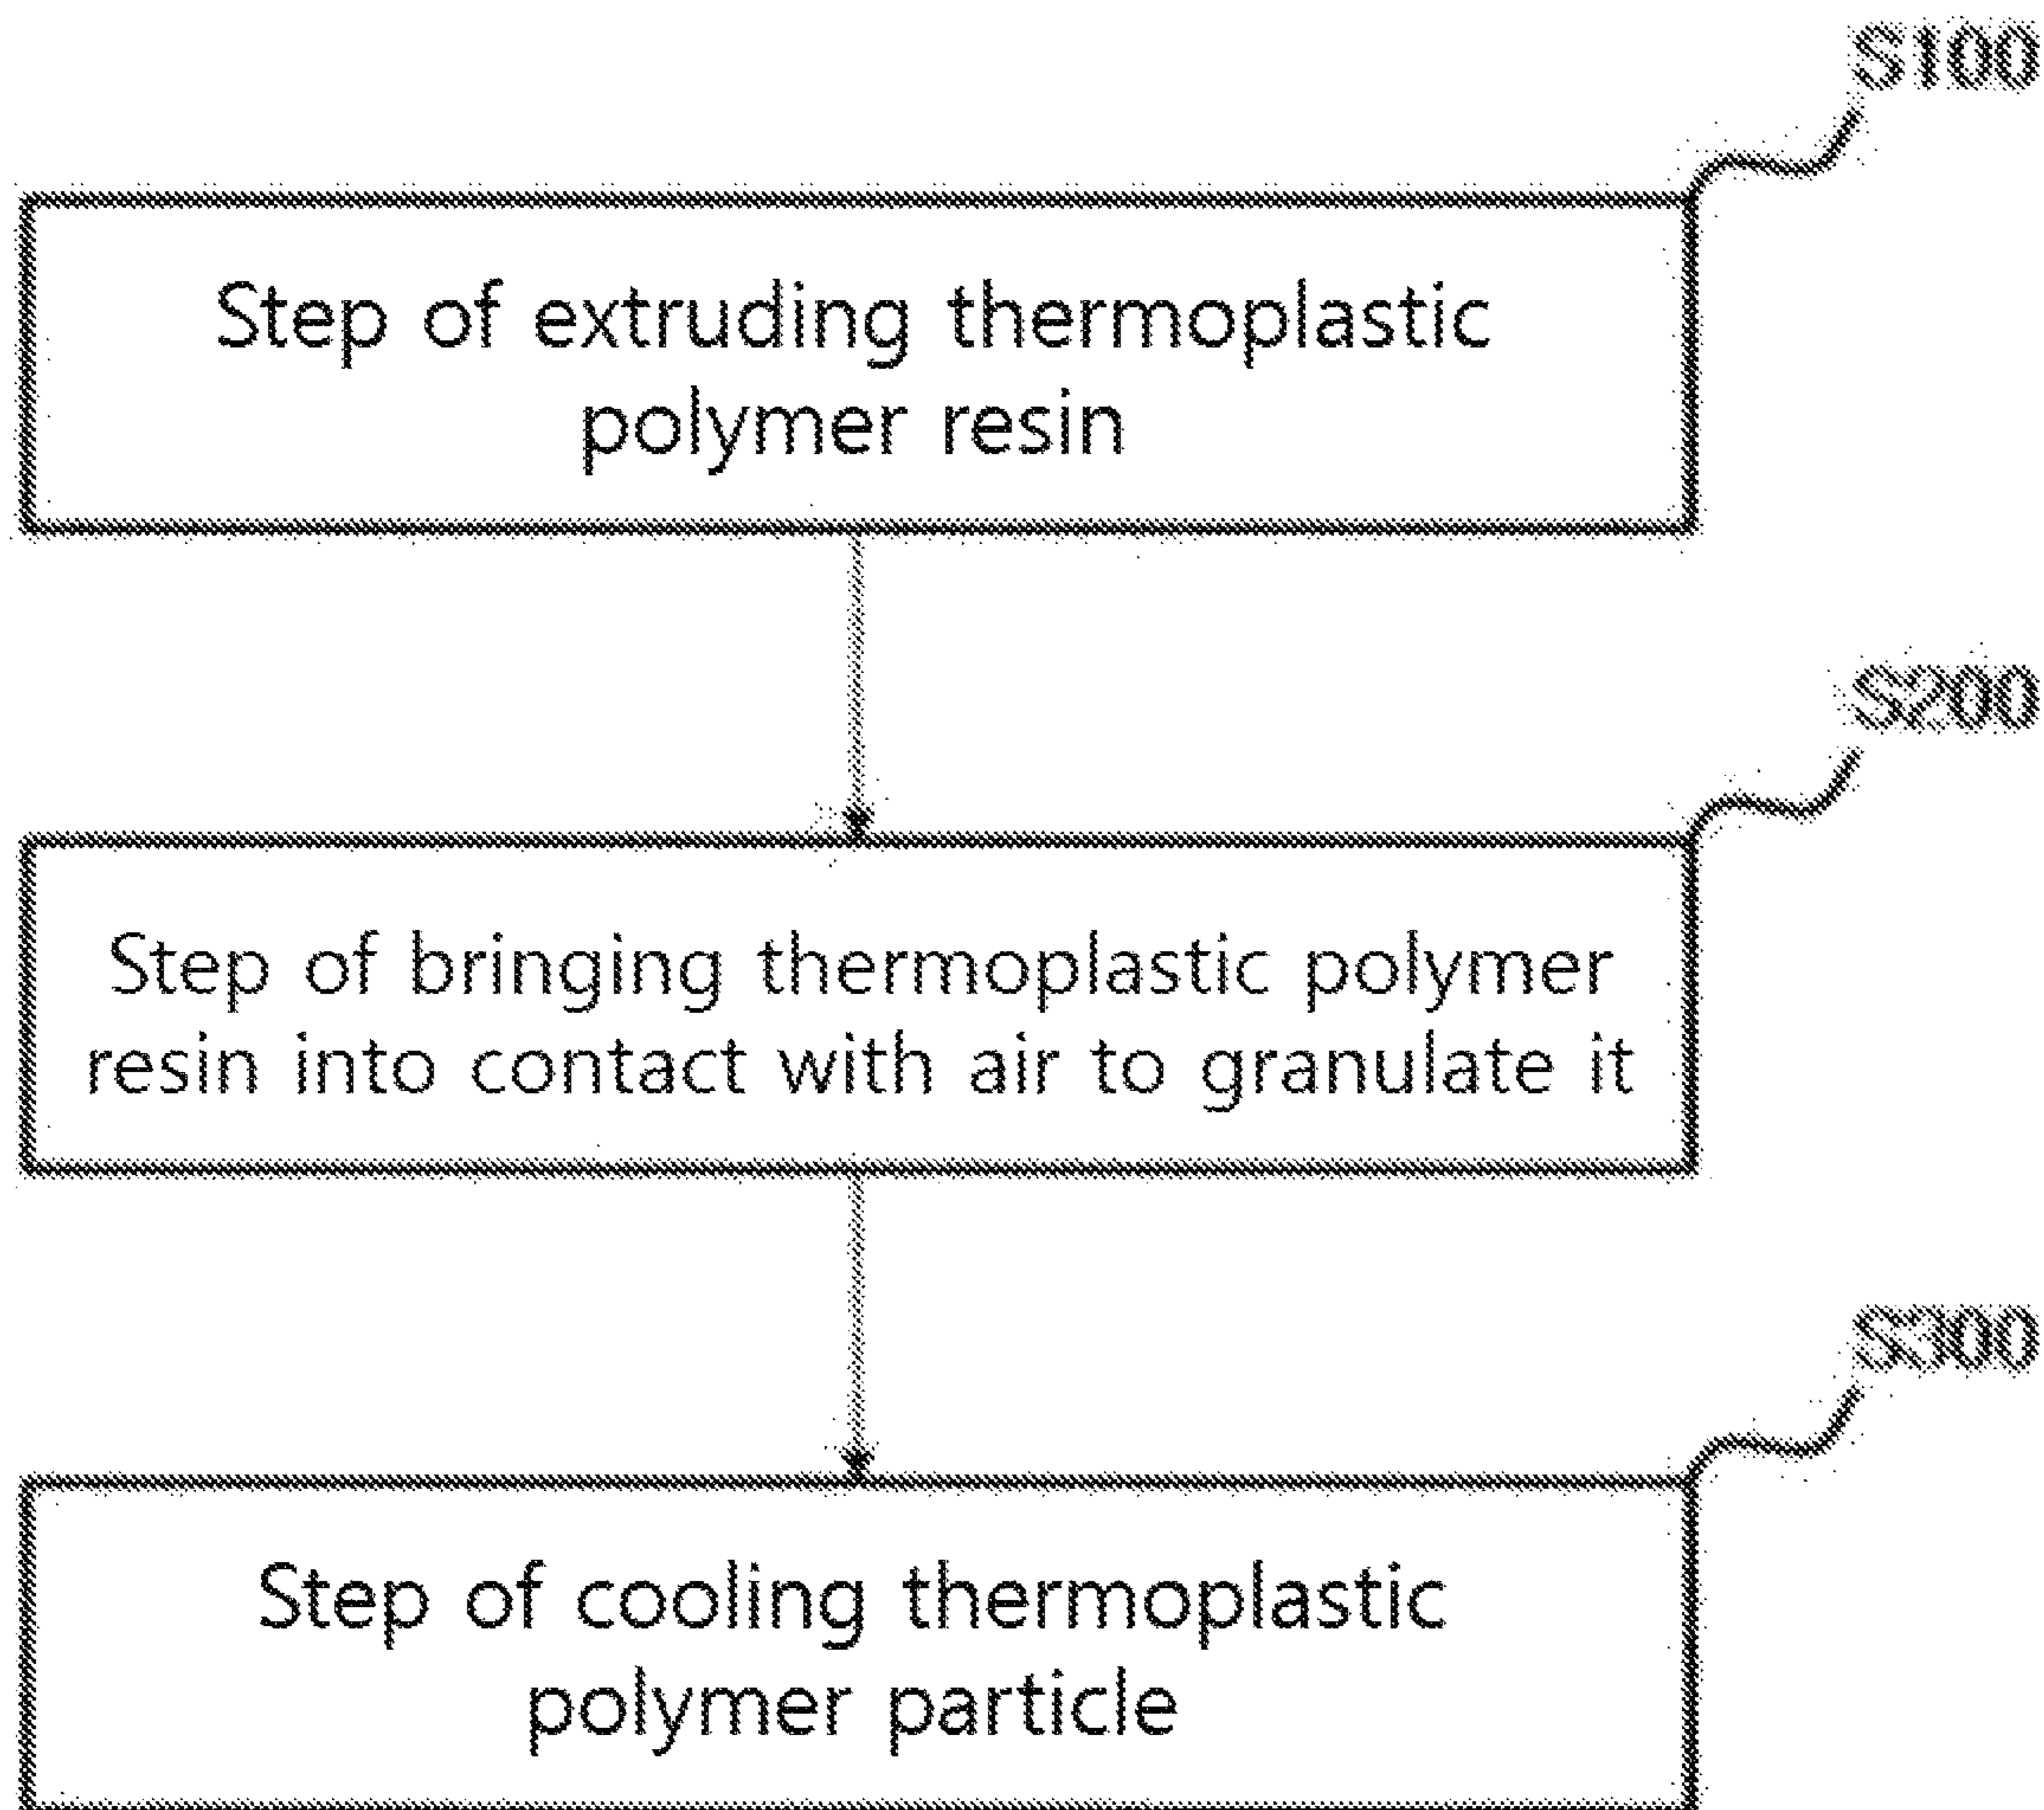 S100
Step of extruding thermoplastic
polymer resin
S200
Step of bringing thermoplastic polymer
resin into contact with air to granulate it
S300
Step of cooling thermoplastic
polymer particle